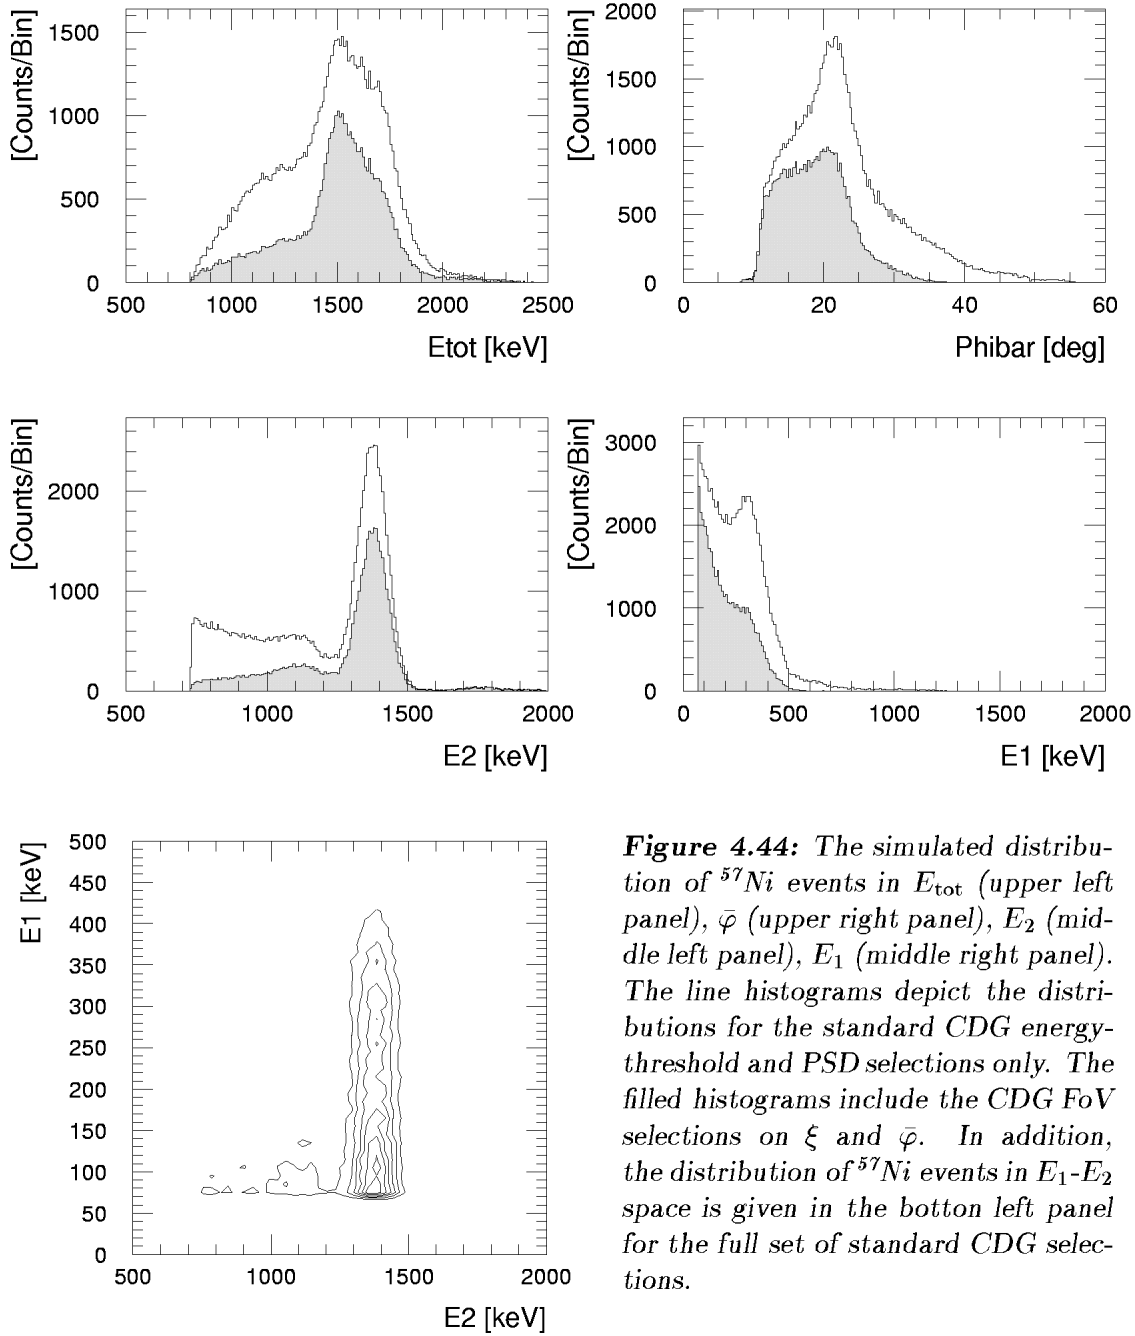 [Counts/Bin]
1500
1000
500
0
500 1000 1500 2000 2500
Etot [keV]
[Counts/Bin]
2000
1500
1000
500
0
0 20 40 60
Phibar [deg]
[Counts/Bin]
2000
1000
0
500 1000 1500 2000
E2 [keV]
[Counts/Bin]
3000
2000
1000
0
0 500 1000 1500 2000
E1 [keV]
E1 [keV]
500
450
400
350
300
250
200
150
100
50
0
500 1000 1500 2000
E2 [keV]
Figure 4.44: The simulated distribu-
tion of ⁵⁷Ni events in Eₜₒₜ (upper left
panel), φ̄ (upper right panel), E₂ (mid-
dle left panel), E₁ (middle right panel).
The line histograms depict the distri-
butions for the standard CDG energy-
threshold and PSD selections only. The
filled histograms include the CDG FoV
selections on ξ and φ̄. In addition,
the distribution of ⁵⁷Ni events in E₁-E₂
space is given in the botton left panel
for the full set of standard CDG selec-
tions.